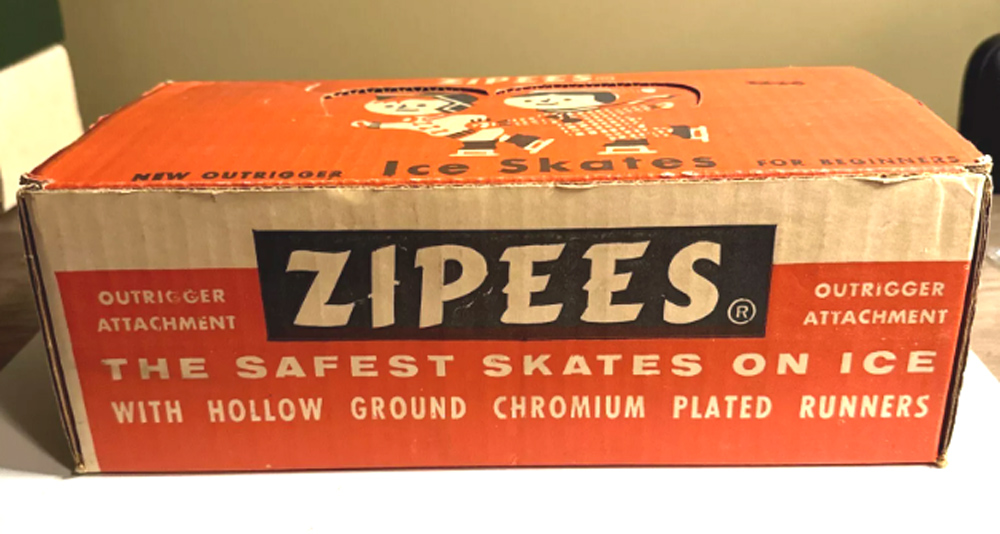 ZIPEES
NEW OUTRIGGER Ice Skates FOR BEGINNERS
ZIPEES®
OUTRIGGER
ATTACHMENT
OUTRIGGER
ATTACHMENT
THE SAFEST SKATES ON ICE
WITH HOLLOW GROUND CHROMIUM PLATED RUNNERS